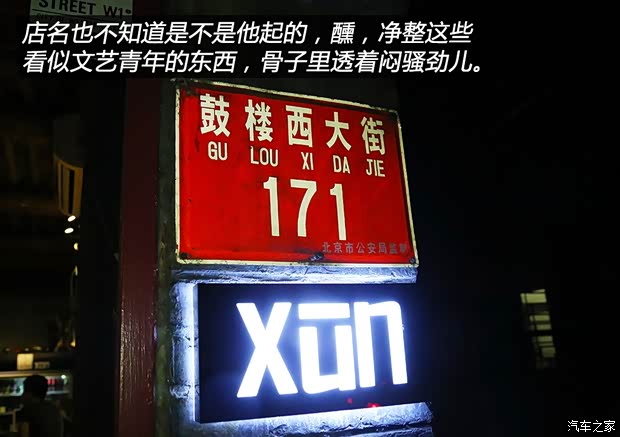 店名也不知道是不是他起的，醺，净整这些
看似文艺青年的东西，骨子里透着闷骚劲儿。
STREET W1
鼓楼西大街
GU LOU XI DA JIE
171
北京市公安局监制
xūn
汽车之家